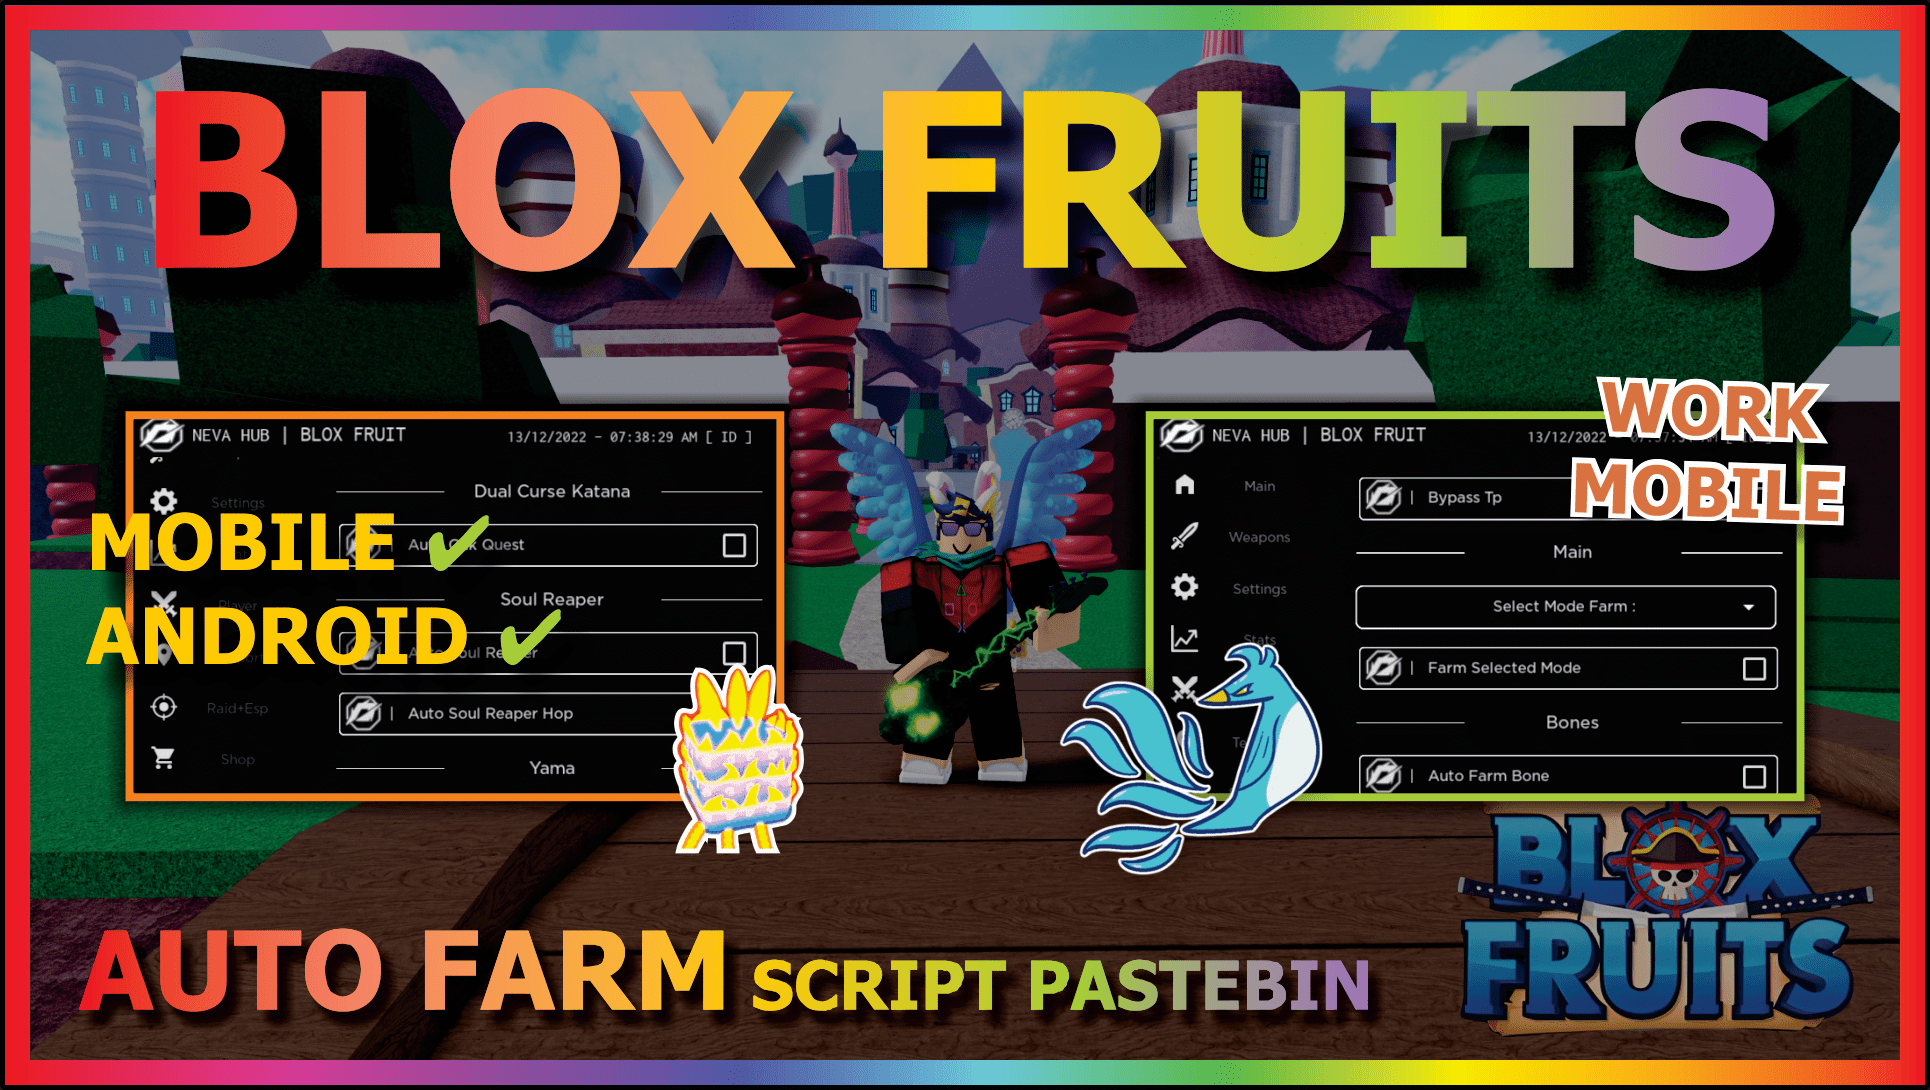 BLOX FRUITS
WORK
MOBILE
MOBILE
ANDROID
NEVA HUB | BLOX FRUIT
13/12/2022 - 07:38:29 AM [ ID ]
Settings
Dual Curse Katana
Quest
Player
Soul Reaper
Raid+Esp
Auto Soul Reaper Hop
Shop
Yama
NEVA HUB | BLOX FRUIT
13/12/2022
Main
Bypass Tp
Weapons
Main
Settings
Select Mode Farm :
Stats
Farm Selected Mode
Bones
Auto Farm Bone
BLOX
FRUITS
AUTO FARM SCRIPT PASTEBIN